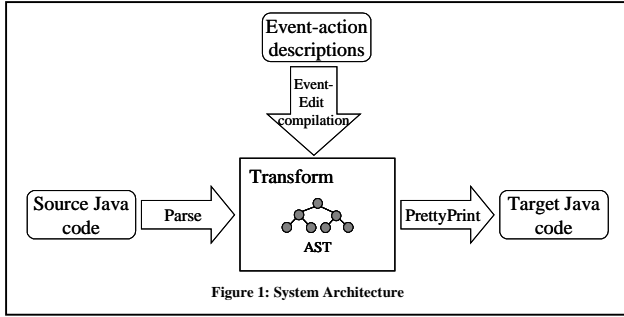 Event-action
descriptions
Event-
Edit
compilation
Transform
Source Java
code
Parse
AST
PrettyPrint
Target Java
code
Figure 1: System Architecture